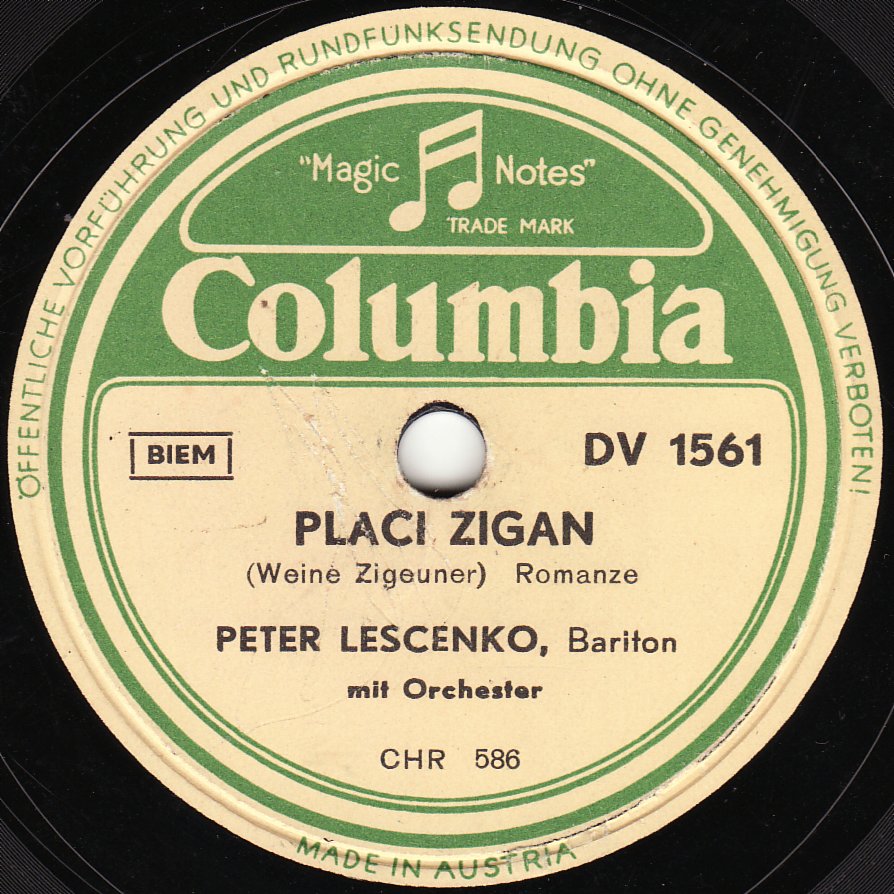 ÖFFENTLICHE VORFÜHRUNG UND RUNDFUNKSENDUNG OHNE GENEHMIGUNG VERBOTEN!
"Magic Notes"
TRADE MARK
Columbia
BIEM
DV 1561
PLACI ZIGAN
(Weine Zigeuner) Romanze
PETER LESCENKO, Bariton
mit Orchester
CHR 586
MADE IN AUSTRIA